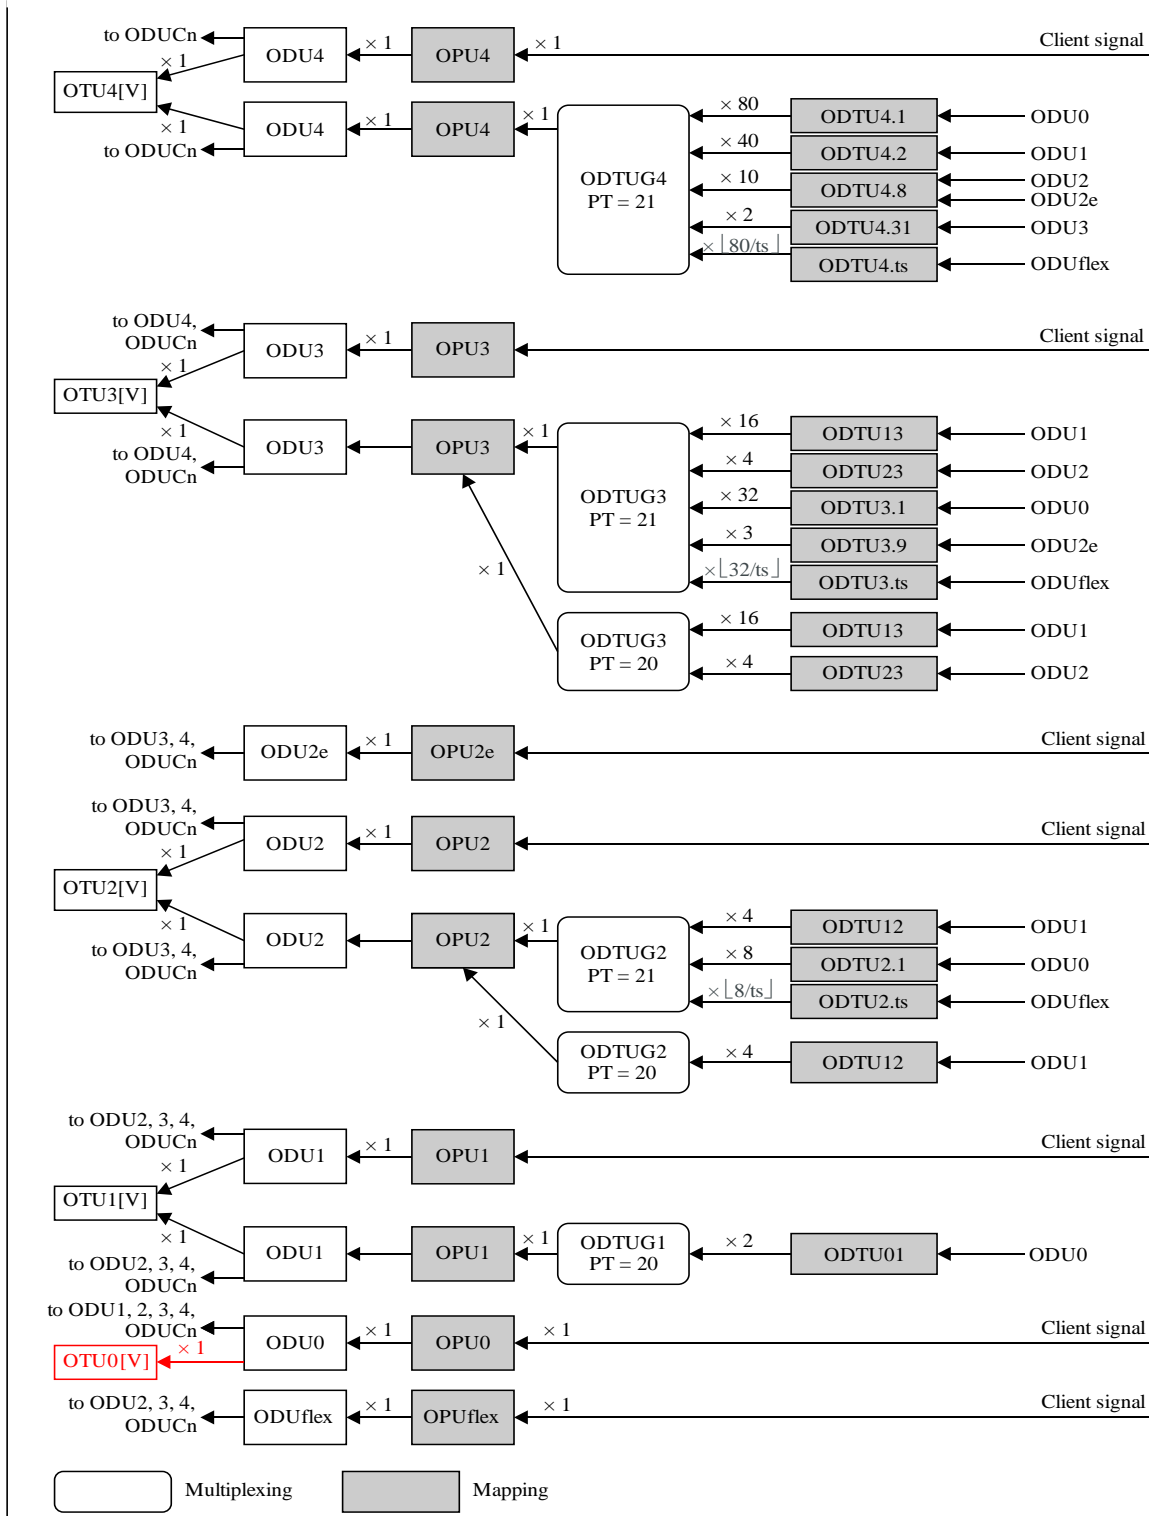 to ODUCn
× 1
ODU4
× 1
OPU4
× 1
Client signal
OTU4[V]
× 1
ODU4
× 1
OPU4
× 1
to ODUCn
ODTUG4
PT = 21
× 80
ODTU4.1
ODU0
× 40
ODTU4.2
ODU1
× 10
ODTU4.8
ODU2
ODU2e
× 2
ODTU4.31
ODU3
× ⌊80/ts⌋
ODTU4.ts
ODUflex
to ODU4,
ODUCn
× 1
ODU3
× 1
OPU3
Client signal
OTU3[V]
× 1
ODU3
OPU3
× 1
to ODU4,
ODUCn
ODTUG3
PT = 21
× 16
ODTU13
ODU1
× 4
ODTU23
ODU2
× 32
ODTU3.1
ODU0
× 3
ODTU3.9
ODU2e
× ⌊32/ts⌋
ODTU3.ts
ODUflex
× 1
ODTUG3
PT = 20
× 16
ODTU13
ODU1
× 4
ODTU23
ODU2
to ODU3, 4,
ODUCn
ODU2e
× 1
OPU2e
Client signal
to ODU3, 4,
ODUCn
× 1
ODU2
× 1
OPU2
Client signal
OTU2[V]
× 1
ODU2
OPU2
× 1
to ODU3, 4,
ODUCn
ODTUG2
PT = 21
× 4
ODTU12
ODU1
× 8
ODTU2.1
ODU0
× ⌊8/ts⌋
ODTU2.ts
ODUflex
× 1
ODTUG2
PT = 20
× 4
ODTU12
ODU1
to ODU2, 3, 4,
ODUCn
× 1
ODU1
× 1
OPU1
Client signal
OTU1[V]
× 1
ODU1
OPU1
× 1
ODTUG1
PT = 20
× 2
ODTU01
ODU0
to ODU2, 3, 4,
ODUCn
to ODU1, 2, 3, 4,
ODUCn
ODU0
× 1
OPU0
× 1
Client signal
OTU0[V]
× 1
to ODU2, 3, 4,
ODUCn
ODUflex
× 1
OPUflex
× 1
Client signal
Multiplexing
Mapping